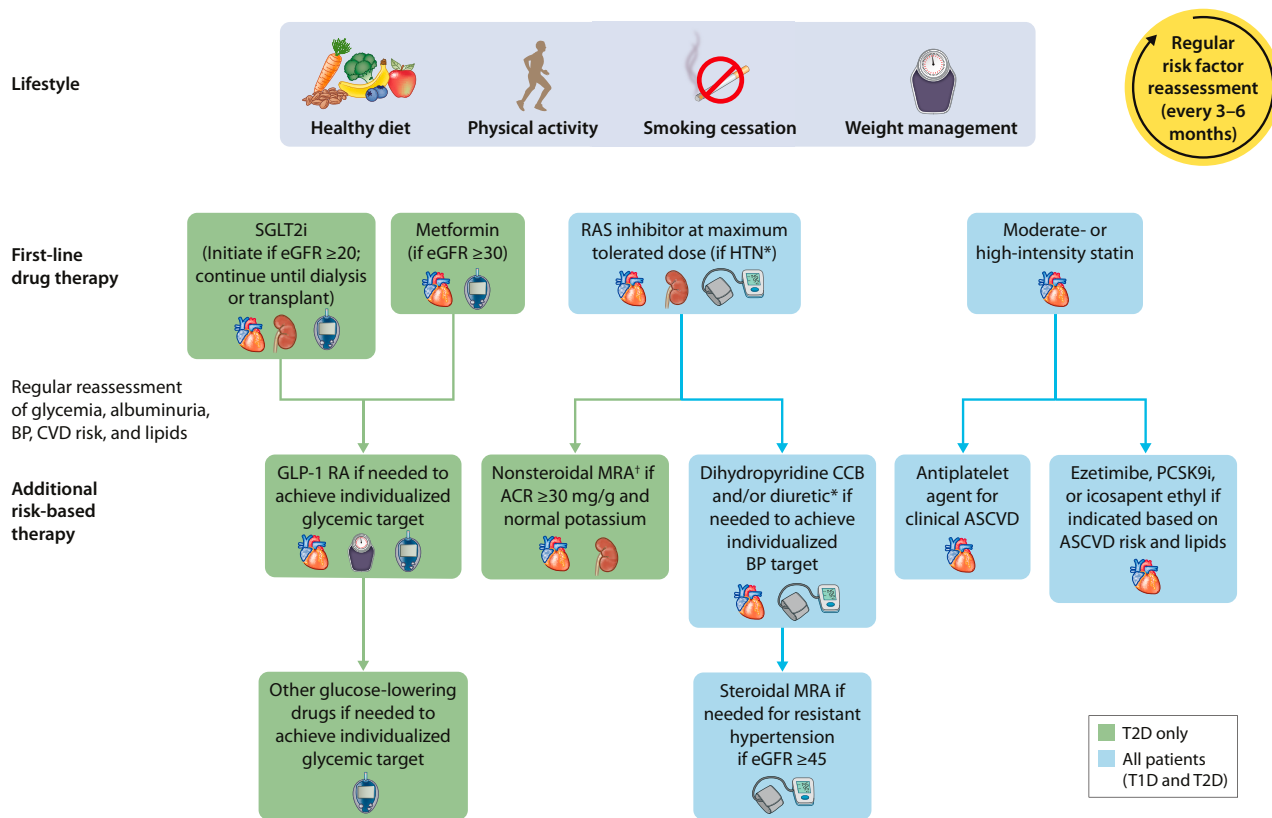 Lifestyle
Healthy diet
Physical activity
Smoking cessation
Weight management
Regular
risk factor
reassessment
(every 3–6
months)
First-line
drug therapy
SGLT2i
(Initiate if eGFR ≥20;
continue until dialysis
or transplant)
Metformin
(if eGFR ≥30)
RAS inhibitor at maximum
tolerated dose (if HTN*)
Moderate- or
high-intensity statin
Regular reassessment
of glycemia, albuminuria,
BP, CVD risk, and lipids
Additional
risk-based
therapy
GLP-1 RA if needed to
achieve individualized
glycemic target
Nonsteroidal MRA† if
ACR ≥30 mg/g and
normal potassium
Dihydropyridine CCB
and/or diuretic* if
needed to achieve
individualized
BP target
Antiplatelet
agent for
clinical ASCVD
Ezetimibe, PCSK9i,
or icosapent ethyl if
indicated based on
ASCVD risk and lipids
Other glucose-lowering
drugs if needed to
achieve individualized
glycemic target
Steroidal MRA if
needed for resistant
hypertension
if eGFR ≥45
T2D only
All patients
(T1D and T2D)